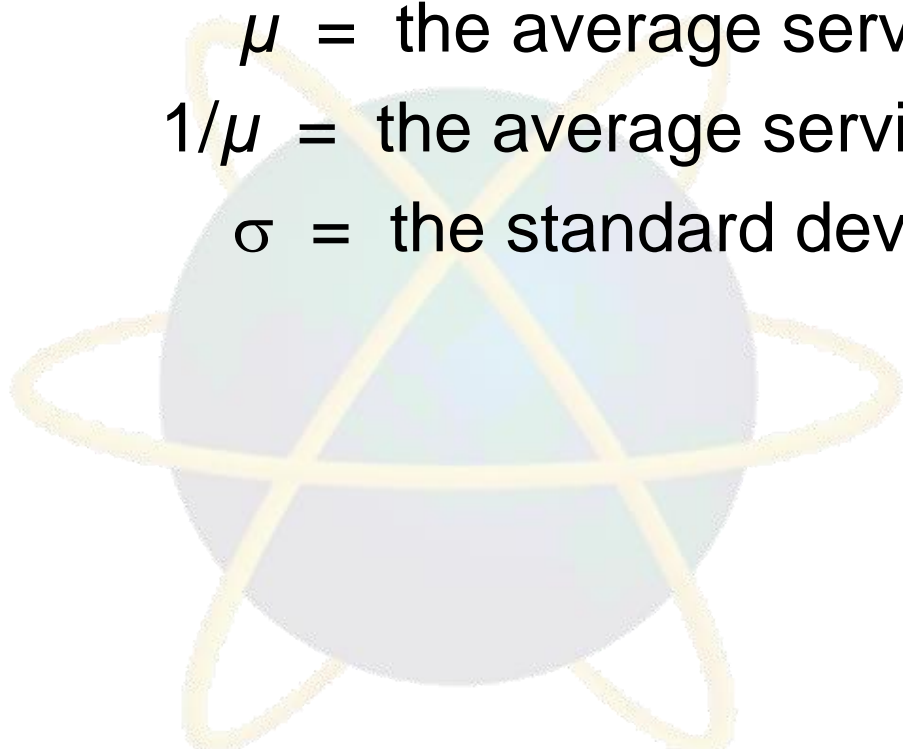 μ = the average serv
1/μ = the average servi
σ = the standard dev